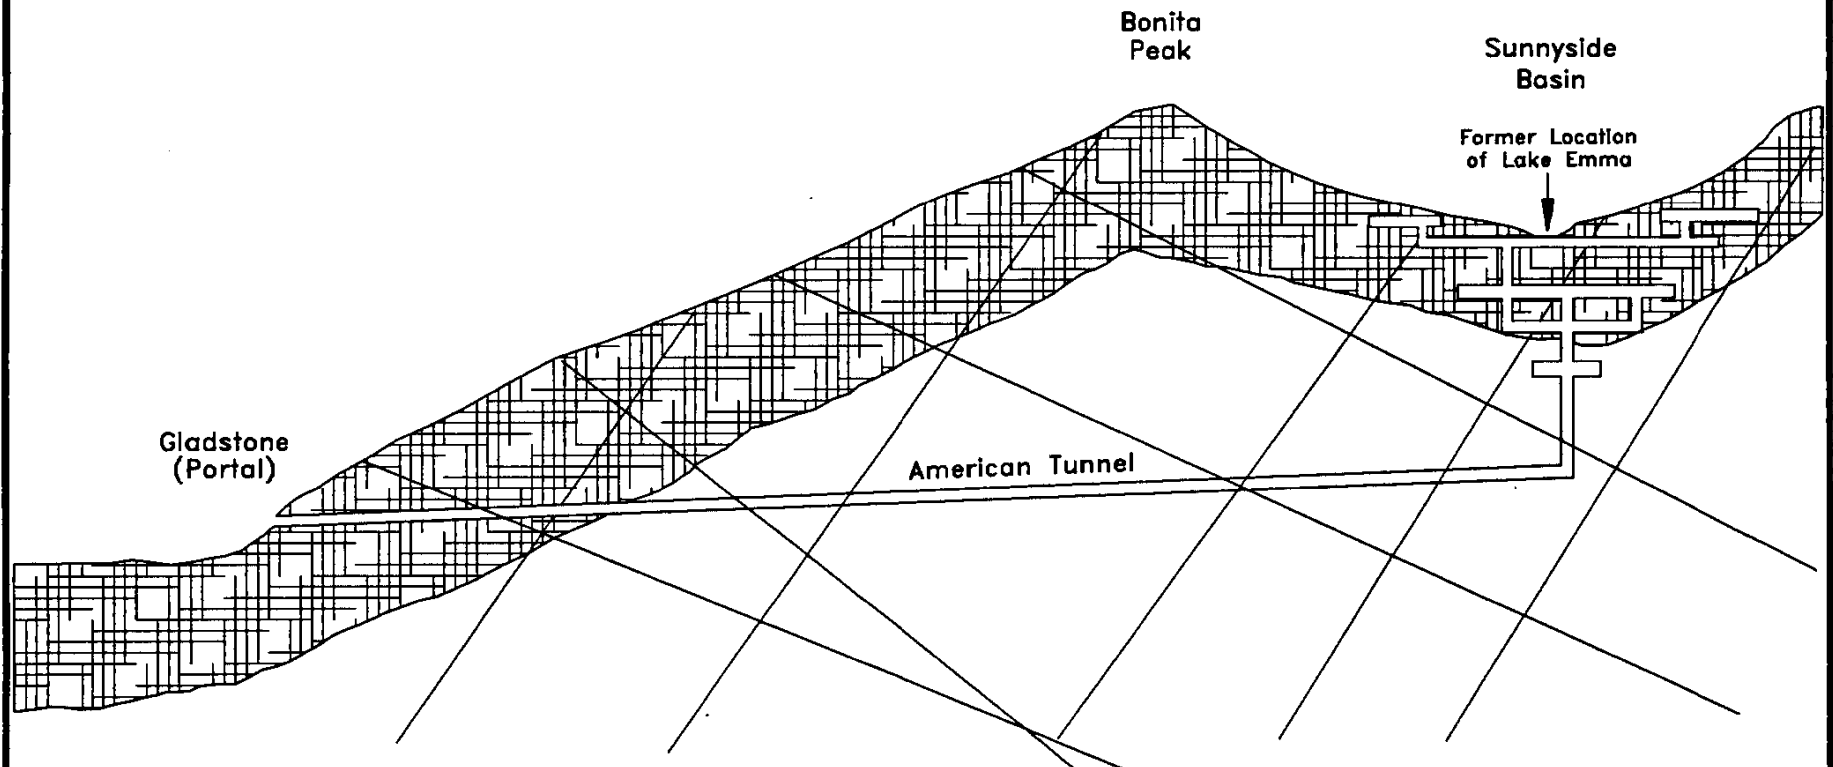 Bonita
Peak
Sunnyside
Basin
Former Location
of Lake Emma
Gladstone
(Portal)
American Tunnel